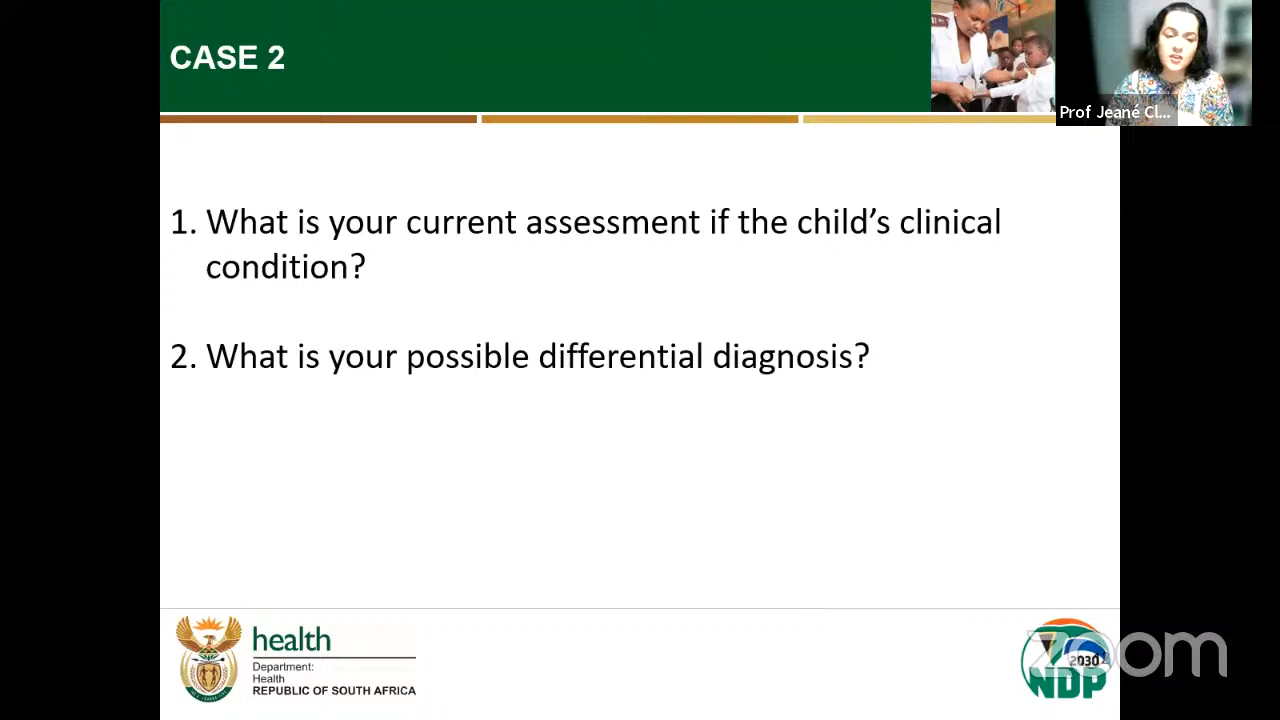 CASE 2
Prof Jeané Cl...
1. What is your current assessment if the child's clinical
condition?
2. What is your possible differential diagnosis?
health
Department:
Health
REPUBLIC OF SOUTH AFRICA
2030
NDP
zoom